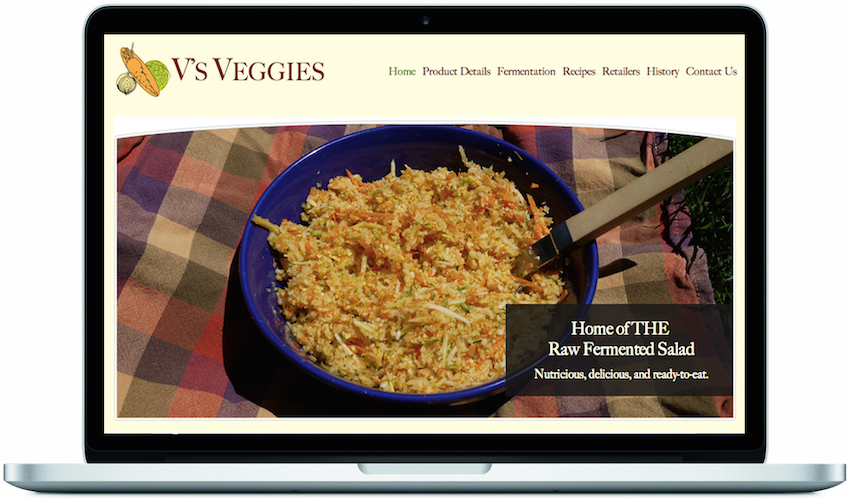 V's Veggies
Home Product Details Fermentation Recipes Retailers History Contact Us
Home of THE
Raw Fermented Salad
Nutricious, delicious, and ready-to-eat.